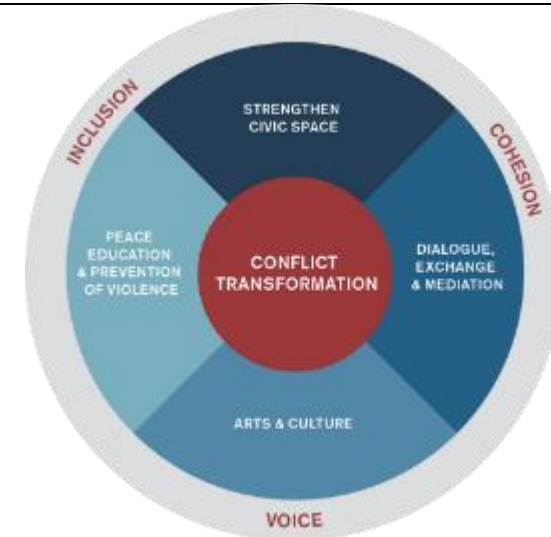 INCLUSION
COHESION
STRENGTHEN
CIVIC SPACE
PEACE
EDUCATION
& PREVENTION
OF VIOLENCE
CONFLICT
TRANSFORMATION
DIALOGUE,
EXCHANGE
& MEDIATION
ARTS & CULTURE
VOICE